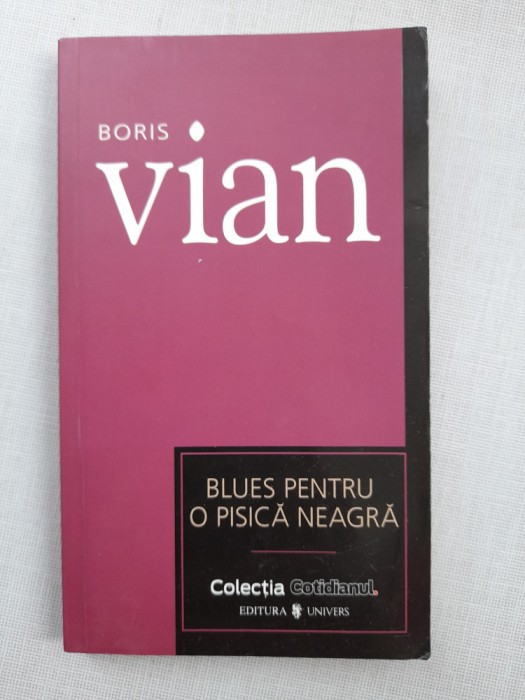 BORIS
vian
BLUES PENTRU
O PISICĂ NEAGRĂ
Colecția Cotidianul.
EDITURA UNIVERS